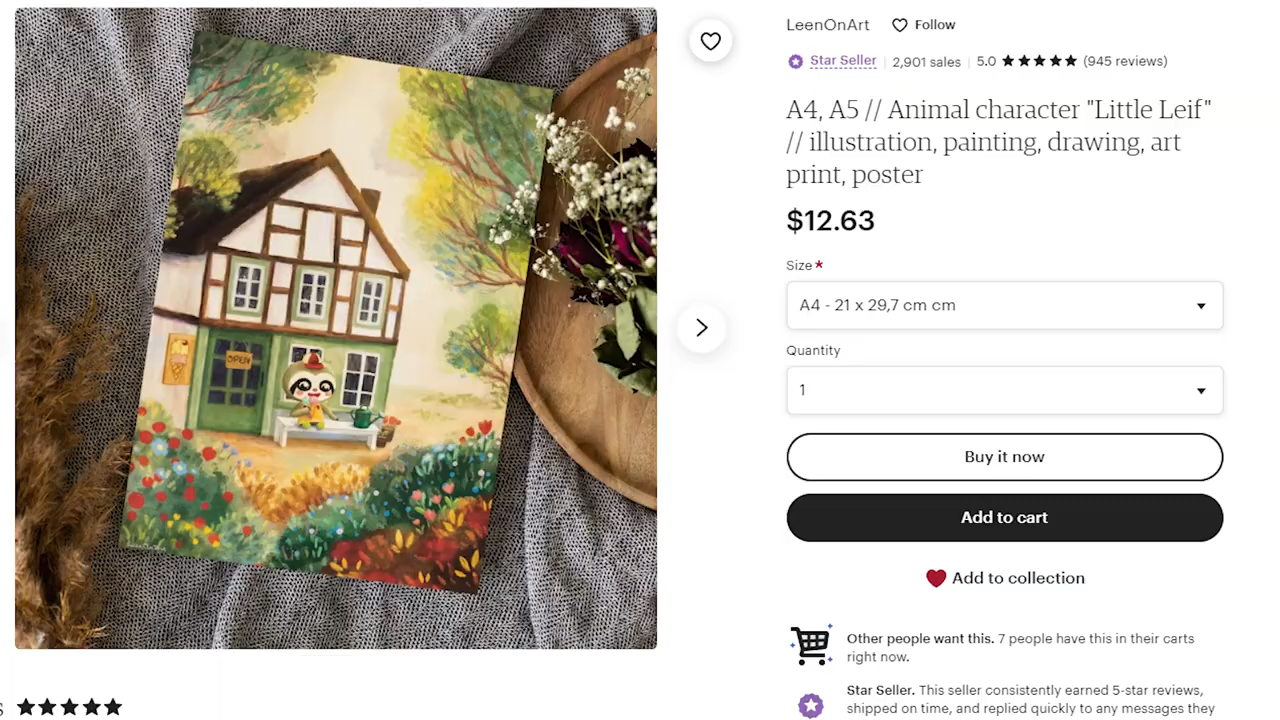 LeenOnArt Follow
Star Seller 2,901 sales 5.0 ★★★★★ (945 reviews)
A4, A5 // Animal character "Little Leif"
// illustration, painting, drawing, art
print, poster
$12.63
Size*
A4 - 21 x 29,7 cm cm
Quantity
1
Buy it now
Add to cart
Add to collection
Other people want this. 7 people have this in their carts
right now.
Star Seller. This seller consistently earned 5-star reviews,
shipped on time, and replied quickly to any messages they
OPEN
s ★★★★★